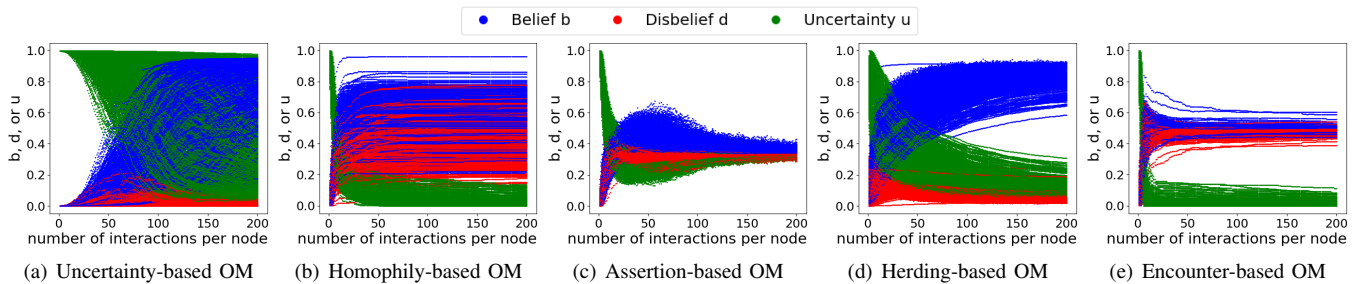 Belief b Disbelief d Uncertainty u
1.0
0.8
0.6
0.4
0.2
0.0
b, d, or u
0 50 100 150 200
number of interactions per node
(a) Uncertainty-based OM
1.0
0.8
0.6
0.4
0.2
0.0
b, d, or u
0 50 100 150 200
number of interactions per node
(b) Homophily-based OM
1.0
0.8
0.6
0.4
0.2
0.0
b, d, or u
0 50 100 150 200
number of interactions per node
(c) Assertion-based OM
1.0
0.8
0.6
0.4
0.2
0.0
b, d, or u
0 50 100 150 200
number of interactions per node
(d) Herding-based OM
1.0
0.8
0.6
0.4
0.2
0.0
b, d, or u
0 50 100 150 200
number of interactions per node
(e) Encounter-based OM